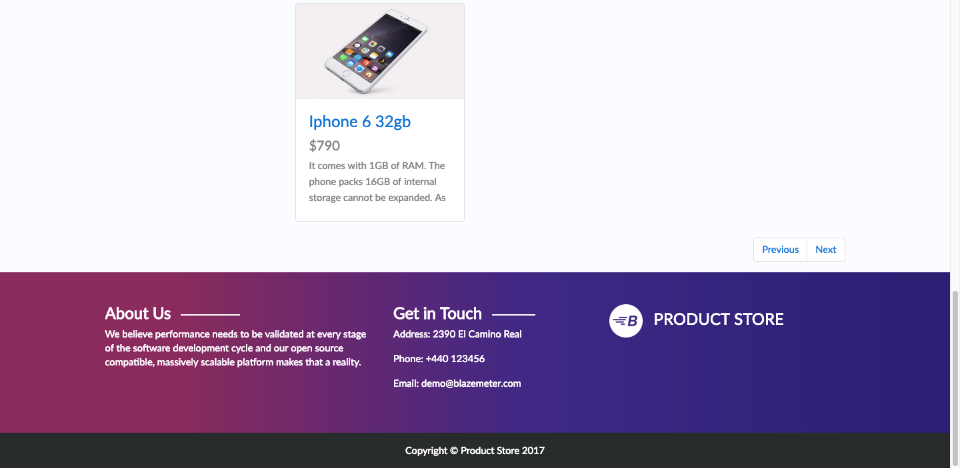 Iphone 6 32gb
$790
It comes with 1GB of RAM. The
phone packs 16GB of internal
storage cannot be expanded. As
Previous Next
About Us
We believe performance needs to be validated at every stage
of the software development cycle and our open source
compatible, massively scalable platform makes that a reality.
Get in Touch
Address: 2390 El Camino Real
Phone: +440 123456
Email: demo@blazemeter.com
B PRODUCT STORE
Copyright © Product Store 2017